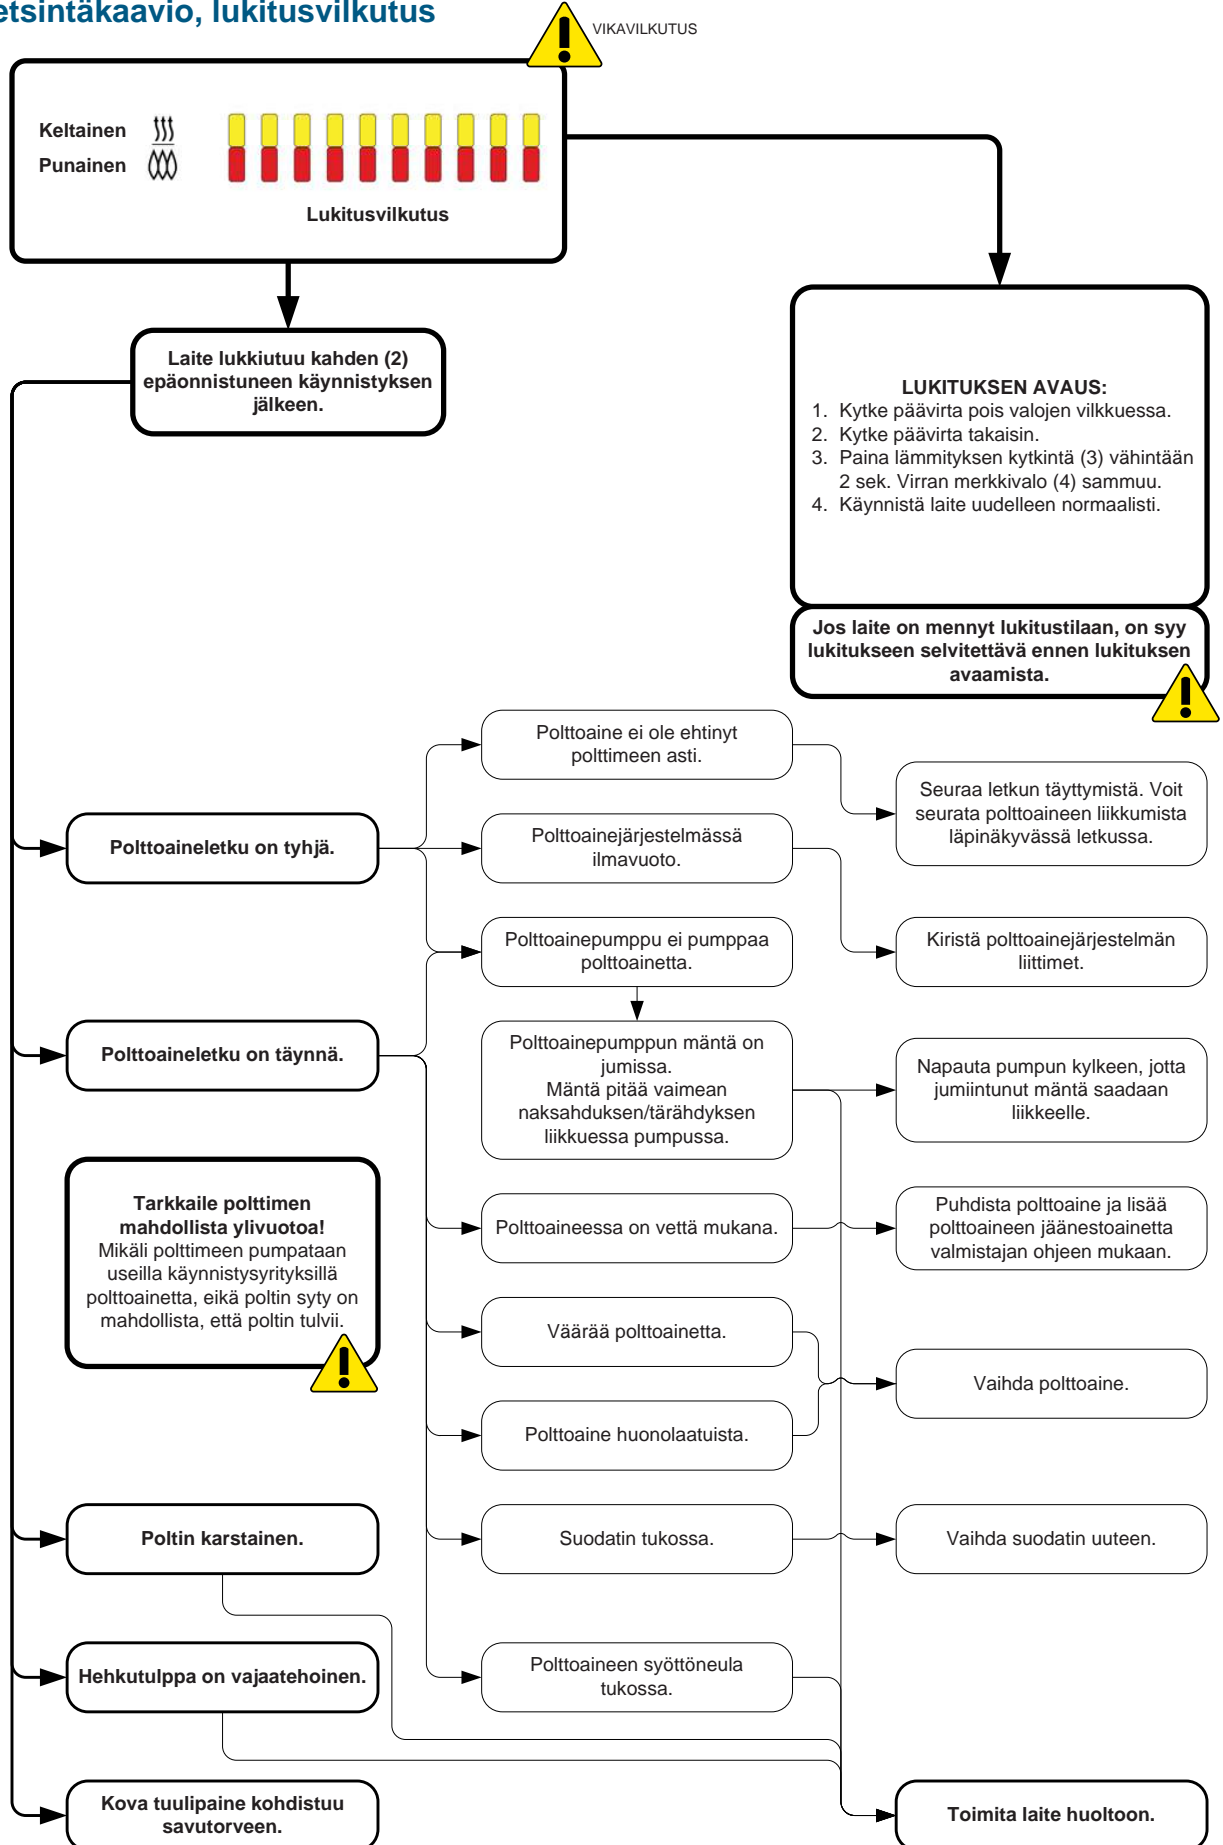 etsintäkaavio, lukitusvilkutus
VIKAVILKUTUS
Keltainen
Punainen
Lukitusvilkutus
Laite lukkiutuu kahden (2)
epäonnistuneen käynnistyksen
jälkeen.
LUKITUKSEN AVAUS:
1. Kytke päävirta pois valojen vilkkuessa.
2. Kytke päävirta takaisin.
3. Paina lämmityksen kytkintä (3) vähintään
2 sek. Virran merkkivalo (4) sammuu.
4. Käynnistä laite uudelleen normaalisti.
Jos laite on mennyt lukitustilaan, on syy
lukitukseen selvitettävä ennen lukituksen
avaamista.
Polttoaine ei ole ehtinyt
polttimeen asti.
Seuraa letkun täyttymistä. Voit
seurata polttoaineen liikkumista
läpinäkyvässä letkussa.
Polttoaineletku on tyhjä.
Polttoainejärjestelmässä
ilmavuoto.
Polttoainepumppu ei pumppaa
polttoainetta.
Kiristä polttoainejärjestelmän
liittimet.
Polttoaineletku on täynnä.
Polttoainepumppun mäntä on
jumissa.
Mäntä pitää vaimean
naksahduksen/tärähdyksen
liikkuessa pumpussa.
Napauta pumpun kylkeen, jotta
jumiintunut mäntä saadaan
liikkeelle.
Tarkkaile polttimen
mahdollista ylivuotoa!
Mikäli polttimeen pumpataan
useilla käynnistysyrityksillä
polttoainetta, eikä poltin syty on
mahdollista, että poltin tulvii.
Polttoaineessa on vettä mukana.
Puhdista polttoaine ja lisää
polttoaineen jäänestoainetta
valmistajan ohjeen mukaan.
Väärää polttoainetta.
Vaihda polttoaine.
Polttoaine huonolaatuista.
Poltin karstainen.
Suodatin tukossa.
Vaihda suodatin uuteen.
Hehkutulppa on vajaatehoinen.
Polttoaineen syöttöneula
tukossa.
Kova tuulipaine kohdistuu
savutorveen.
Toimita laite huoltoon.